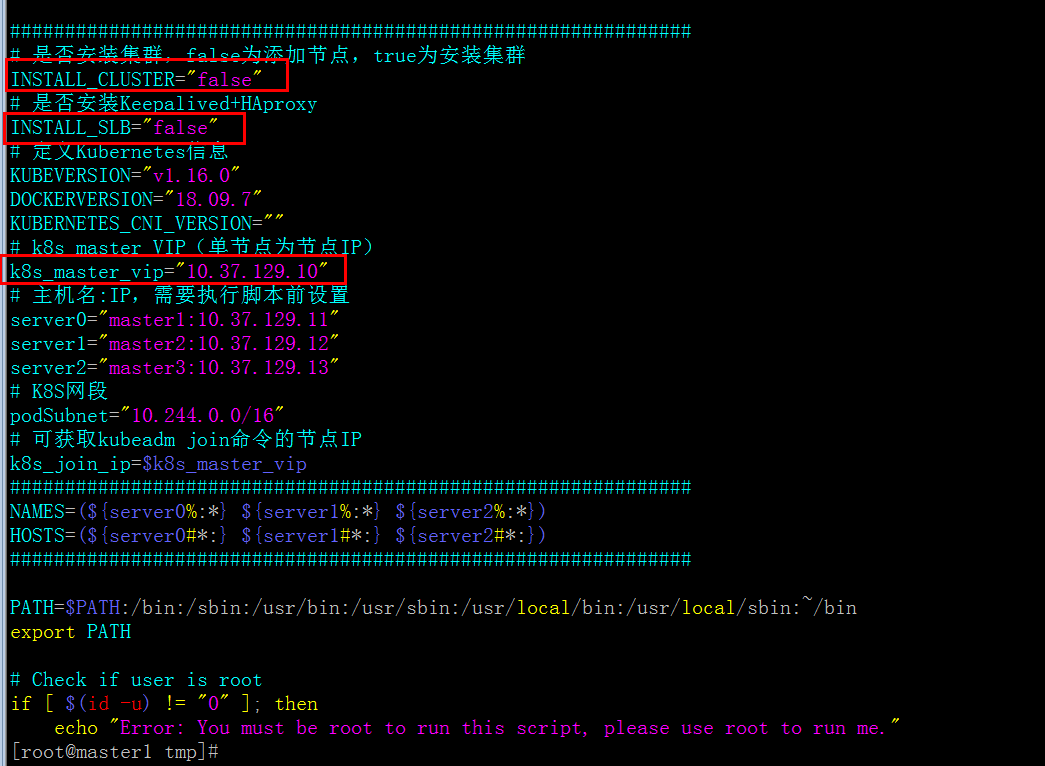 ##############################################################
# 是否安装集群，false为添加节点，true为安装集群
INSTALL_CLUSTER="false"
# 是否安装Keepalived+HAproxy
INSTALL_SLB="false"
# 定义Kubernetes信息
KUBEVERSION="v1.16.0"
DOCKERVERSION="18.09.7"
KUBERNETES_CNI_VERSION=""
# k8s master VIP（单节点为节点IP）
k8s_master_vip="10.37.129.10"
# 主机名:IP，需要执行脚本前设置
server0="master1:10.37.129.11"
server1="master2:10.37.129.12"
server2="master3:10.37.129.13"
# K8S网段
podSubnet="10.244.0.0/16"
# 可获取kubeadm join命令的节点IP
k8s_join_ip=$k8s_master_vip
##############################################################
NAMES=(${server0%:*} ${server1%:*} ${server2%:*})
HOSTS=(${server0#*:} ${server1#*:} ${server2#*:})
##############################################################
PATH=$PATH:/bin:/sbin:/usr/bin:/usr/sbin:/usr/local/bin:/usr/local/sbin:~/bin
export PATH
# Check if user is root
if [ $(id -u) != "0" ]; then
    echo "Error: You must be root to run this script, please use root to run me."
[root@master1 tmp]#